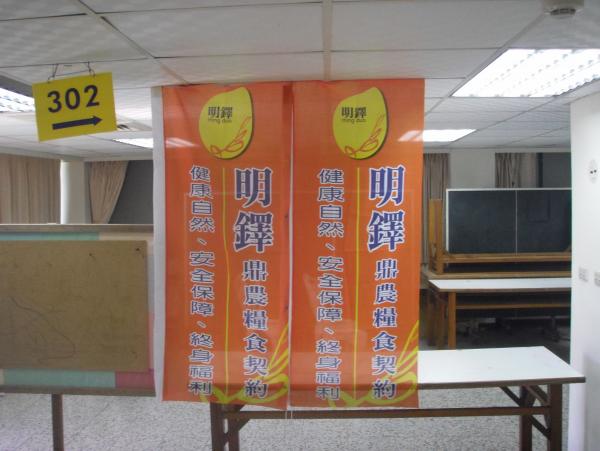 302
明鐸
ming duo
明鐸 鼎農糧食契約
健康自然、安全保障、終身福利
明鐸
ming duo
明鐸 鼎農糧食契約
健康自然、安全保障、終身福利